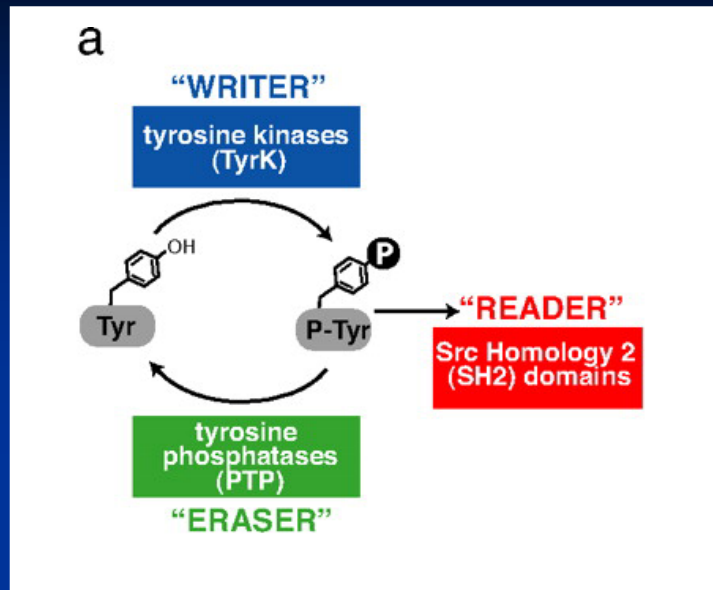 a
“WRITER”
tyrosine kinases
(TyrK)
OH
P
Tyr
P-Tyr
“READER”
Src Homology 2
(SH2) domains
tyrosine
phosphatases
(PTP)
“ERASER”